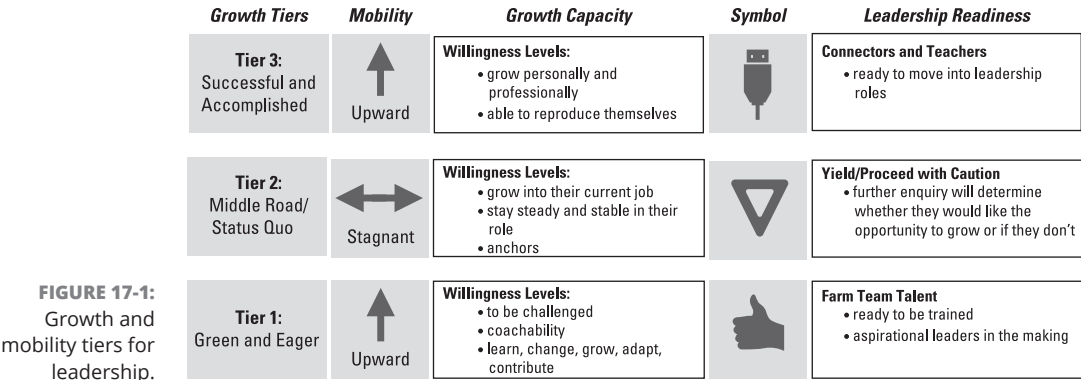 Growth Tiers Mobility Growth Capacity Symbol Leadership Readiness
Tier 3:
Successful and
Accomplished
Upward
Willingness Levels:
• grow personally and
professionally
• able to reproduce themselves
Connectors and Teachers
• ready to move into leadership
roles
Tier 2:
Middle Road/
Status Quo
Stagnant
Willingness Levels:
• grow into their current job
• stay steady and stable in their
role
• anchors
Yield/Proceed with Caution
• further enquiry will determine
whether they would like the
opportunity to grow or if they don't
Tier 1:
Green and Eager
Upward
Willingness Levels:
• to be challenged
• coachability
• learn, change, grow, adapt,
contribute
Farm Team Talent
• ready to be trained
• aspirational leaders in the making
FIGURE 17-1:
Growth and
mobility tiers for
leadership.